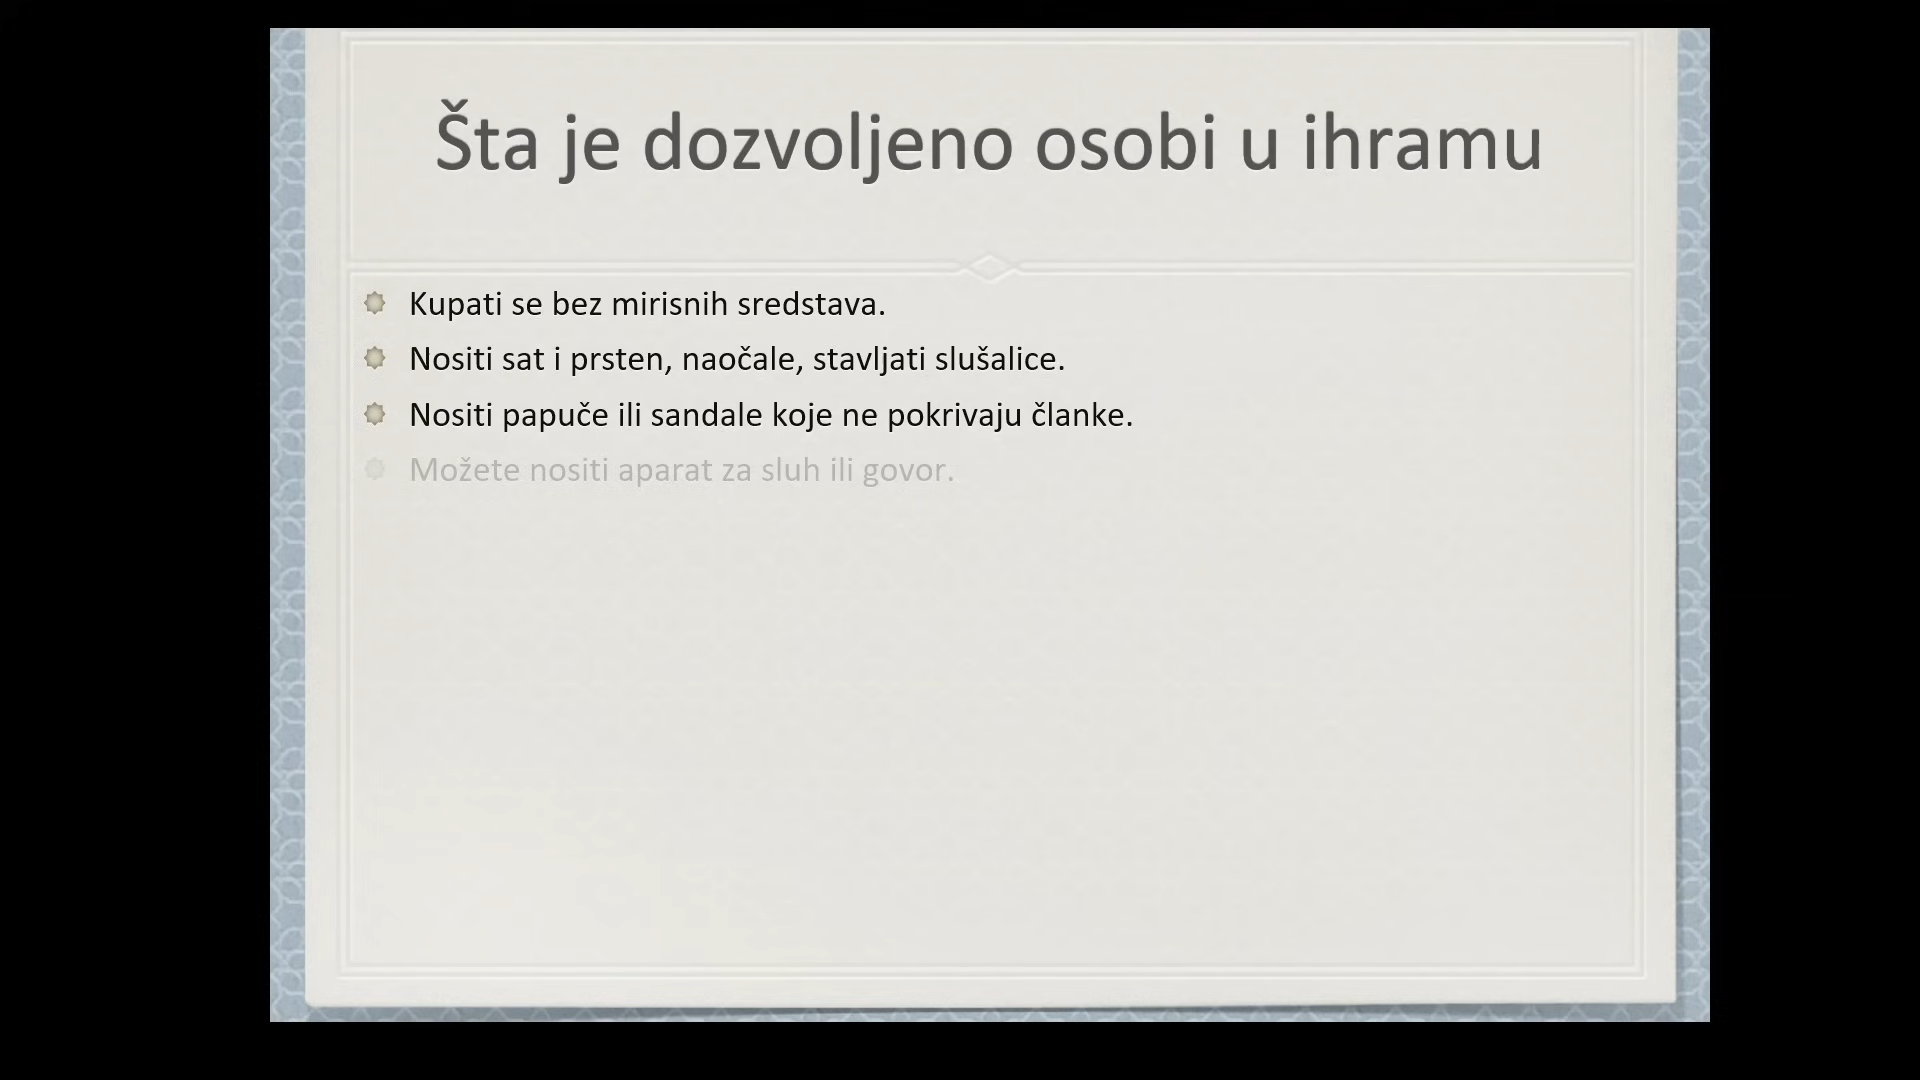 Šta je dozvoljeno osobi u ihramu
Kupati se bez mirisnih sredstava.
Nositi sat i prsten, naočale, stavljati slušalice.
Nositi papuče ili sandale koje ne pokrivaju članke.
Možete nositi aparat za sluh ili govor.